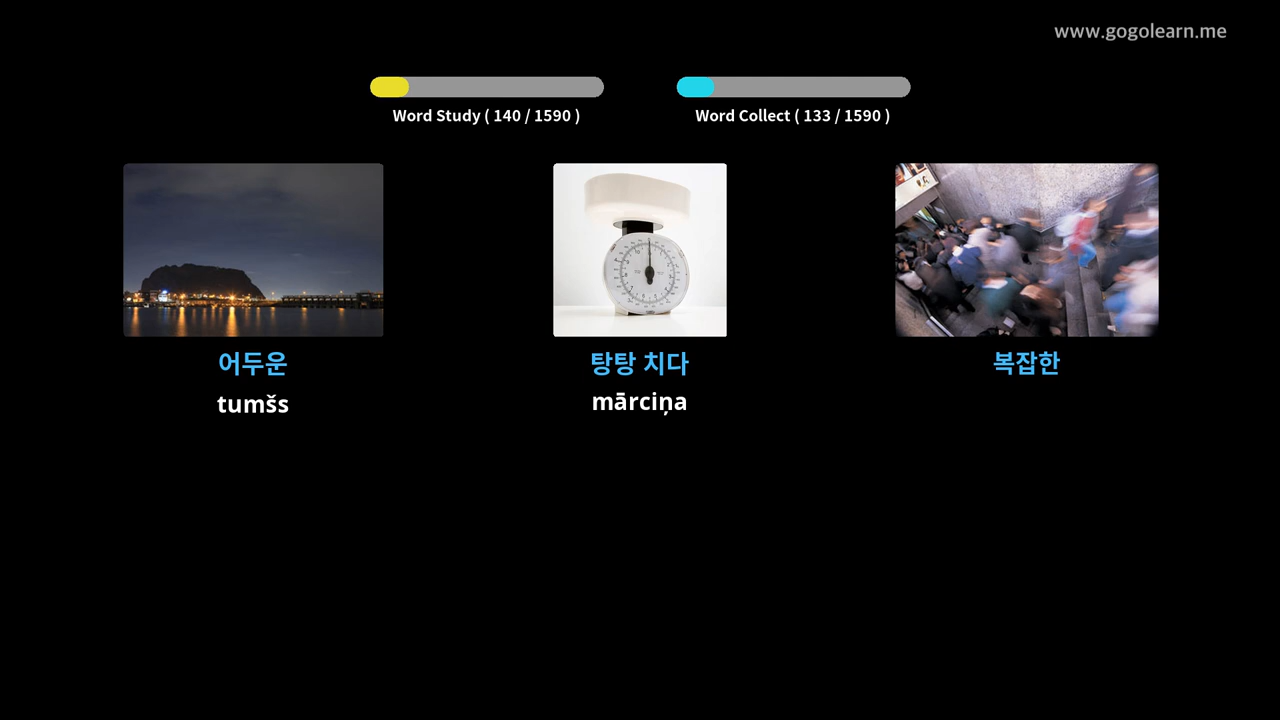 www.gogolearn.me
Word Study ( 140 / 1590 )
Word Collect ( 133 / 1590 )
어두운
탕탕 치다
복잡한
tumšs
mārciņa